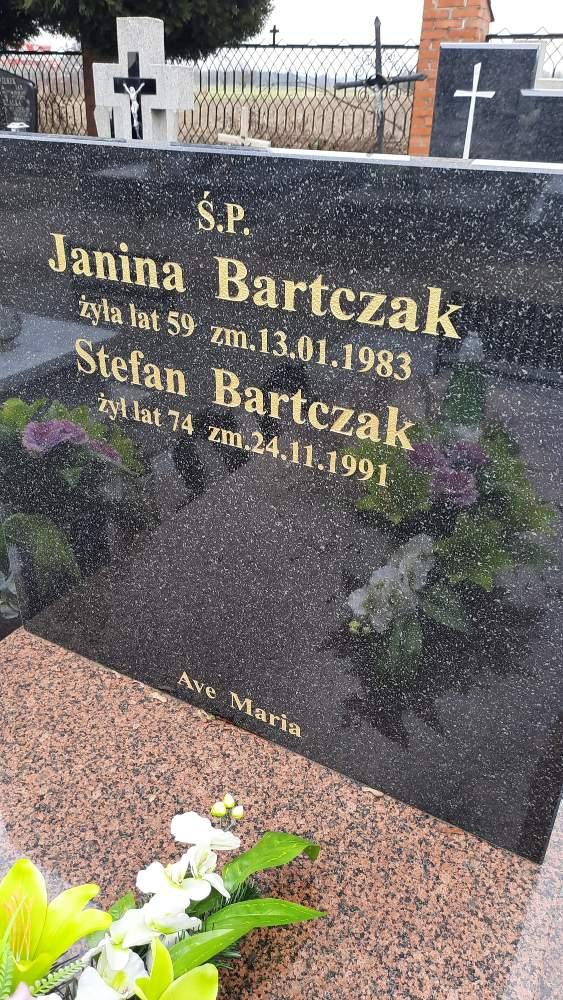 Ś.P.
Janina Bartczak
żyła lat 59 zm.13.01.1983
Stefan Bartczak
żył lat 74 zm.24.11.1991
Ave Maria